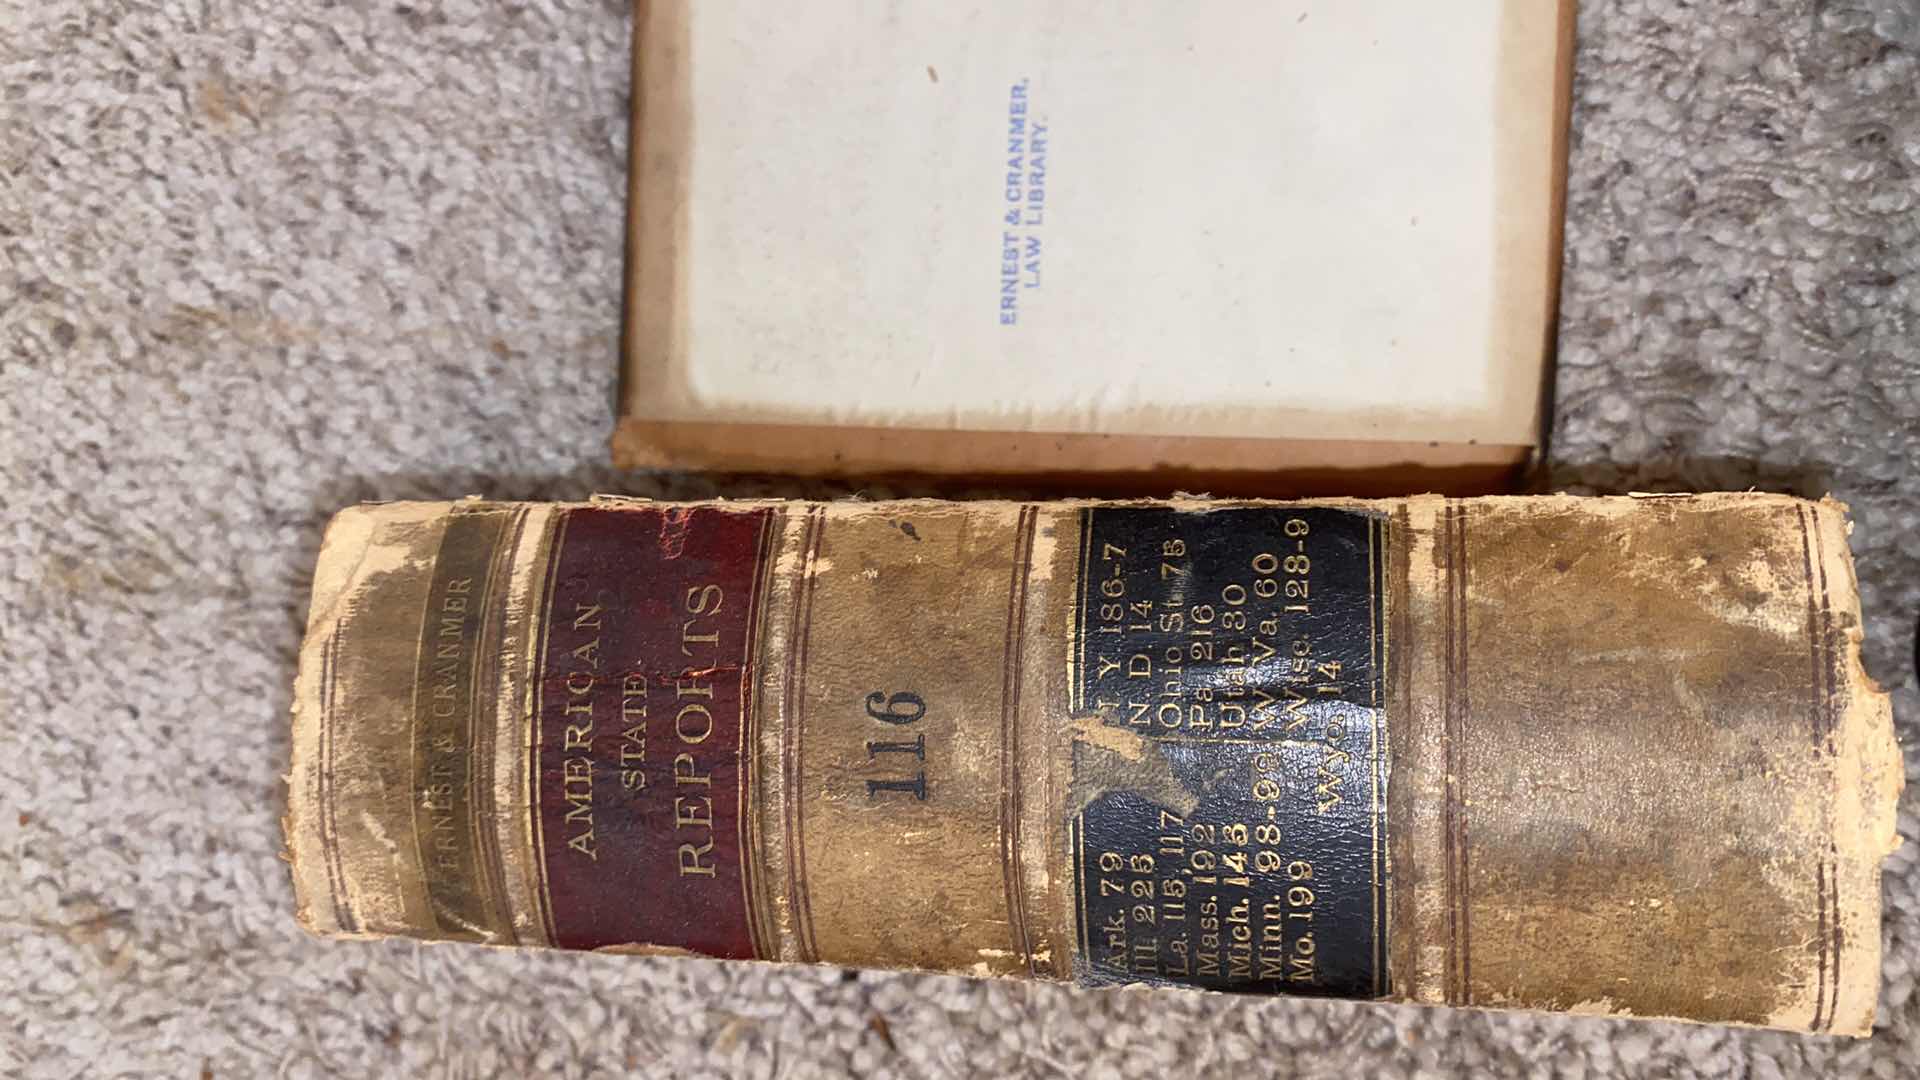 ERNEST & CRANMER.
LAW LIBRARY.
ERNEST & CRANMER
AMERICAN
STATE
REPORTS
116
Ark. 79
Ill. 225
La. 115, 117
Mass. 192
Mich. 145
Minn. 98-99
Mo. 199
Y 186-7
N.D. 14
Ohio St. 75
Pa. 216
Utah 30
W. Va. 60
Wisc. 128-9
Wyo. 14